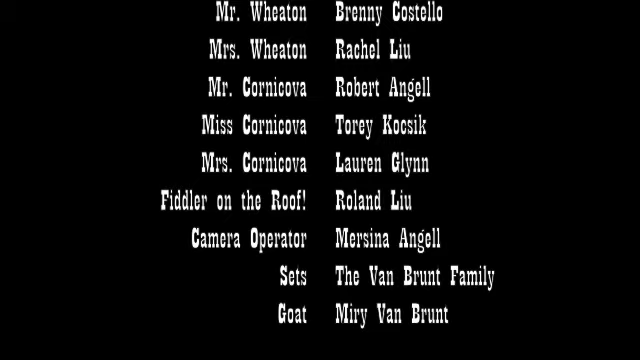 Mr. Wheaton Brenny Costello
Mrs. Wheaton Rachel Liu
Mr. Cornicova Robert Angell
Miss Cornicova Torey Kocsik
Mrs. Cornicova Lauren Glynn
Fiddler on the Roof! Roland Liu
Camera Operator Mersina Angell
Sets The Van Brunt Family
Goat Miry Van Brunt